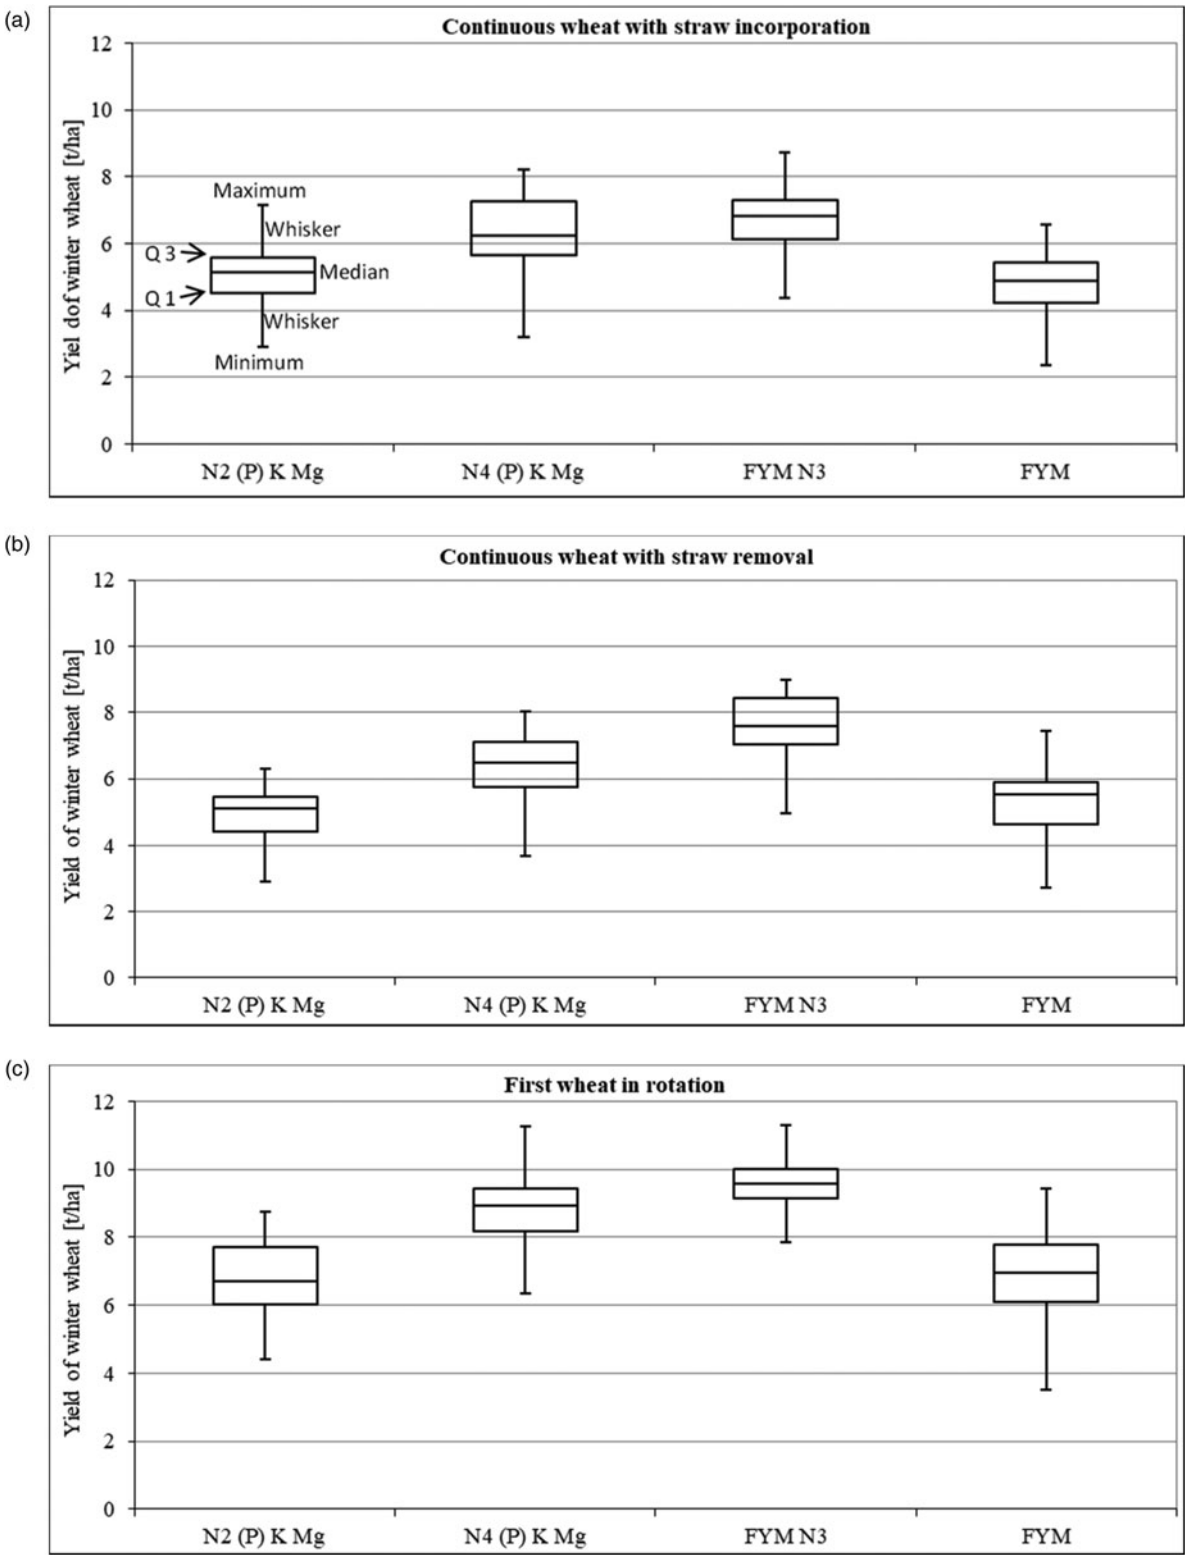 (a)
Continuous wheat with straw incorporation
Yiel dof winter wheat [t/ha]
12
10
8
6
4
2
0
Maximum
Whisker
Q 3
Median
Q 1
Whisker
Minimum
N2 (P) K Mg N4 (P) K Mg FYM N3 FYM
(b)
Continuous wheat with straw removal
Yield of winter wheat [t/ha]
12
10
8
6
4
2
0
N2 (P) K Mg N4 (P) K Mg FYM N3 FYM
(c)
First wheat in rotation
Yield of winter wheat [t/ha]
12
10
8
6
4
2
0
N2 (P) K Mg N4 (P) K Mg FYM N3 FYM